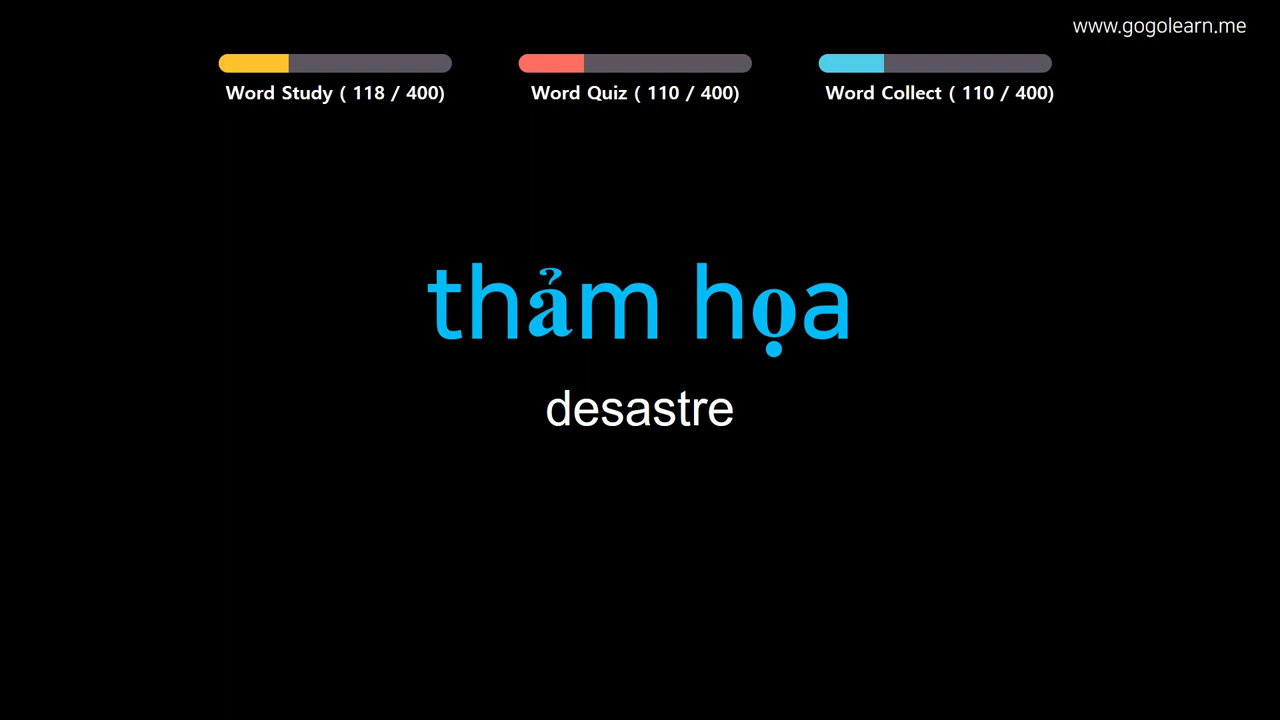 www.gogolearn.me
Word Study ( 118 / 400)
Word Quiz ( 110 / 400)
Word Collect ( 110 / 400)
thảm họa
desastre